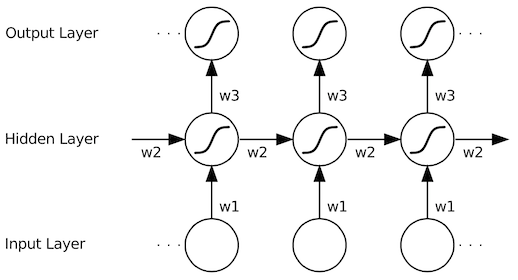 Output Layer · · · · · ·
w3 w3 w3
Hidden Layer
w2 w2 w2 w2
w1 w1 w1
Input Layer · · · · · ·